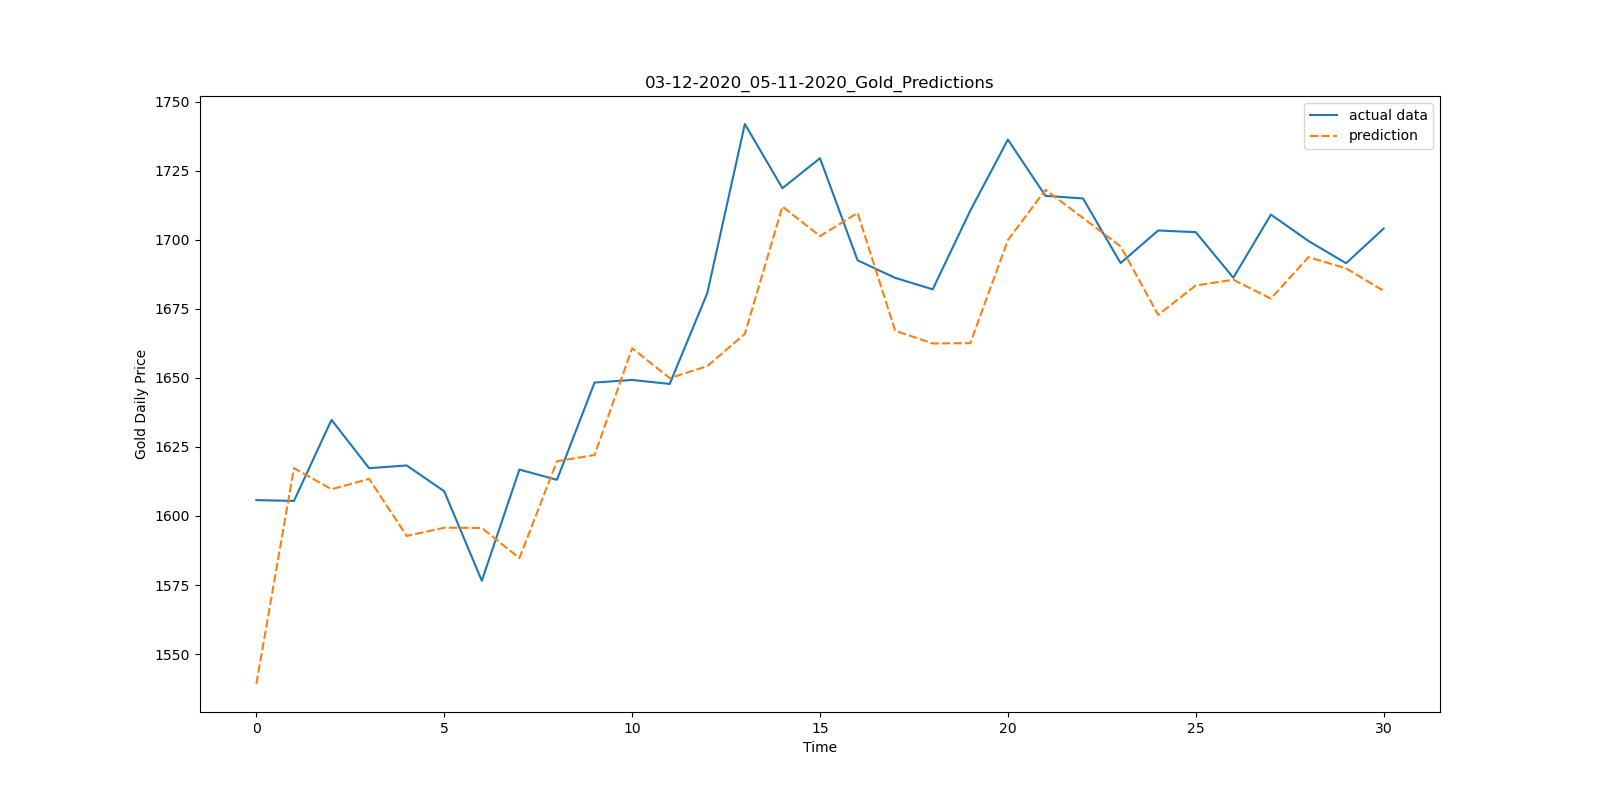 03-12-2020_05-11-2020_Gold_Predictions
actual data
prediction
Gold Daily Price
1750
1725
1700
1675
1650
1625
1600
1575
1550
0 5 10 15 20 25 30
Time